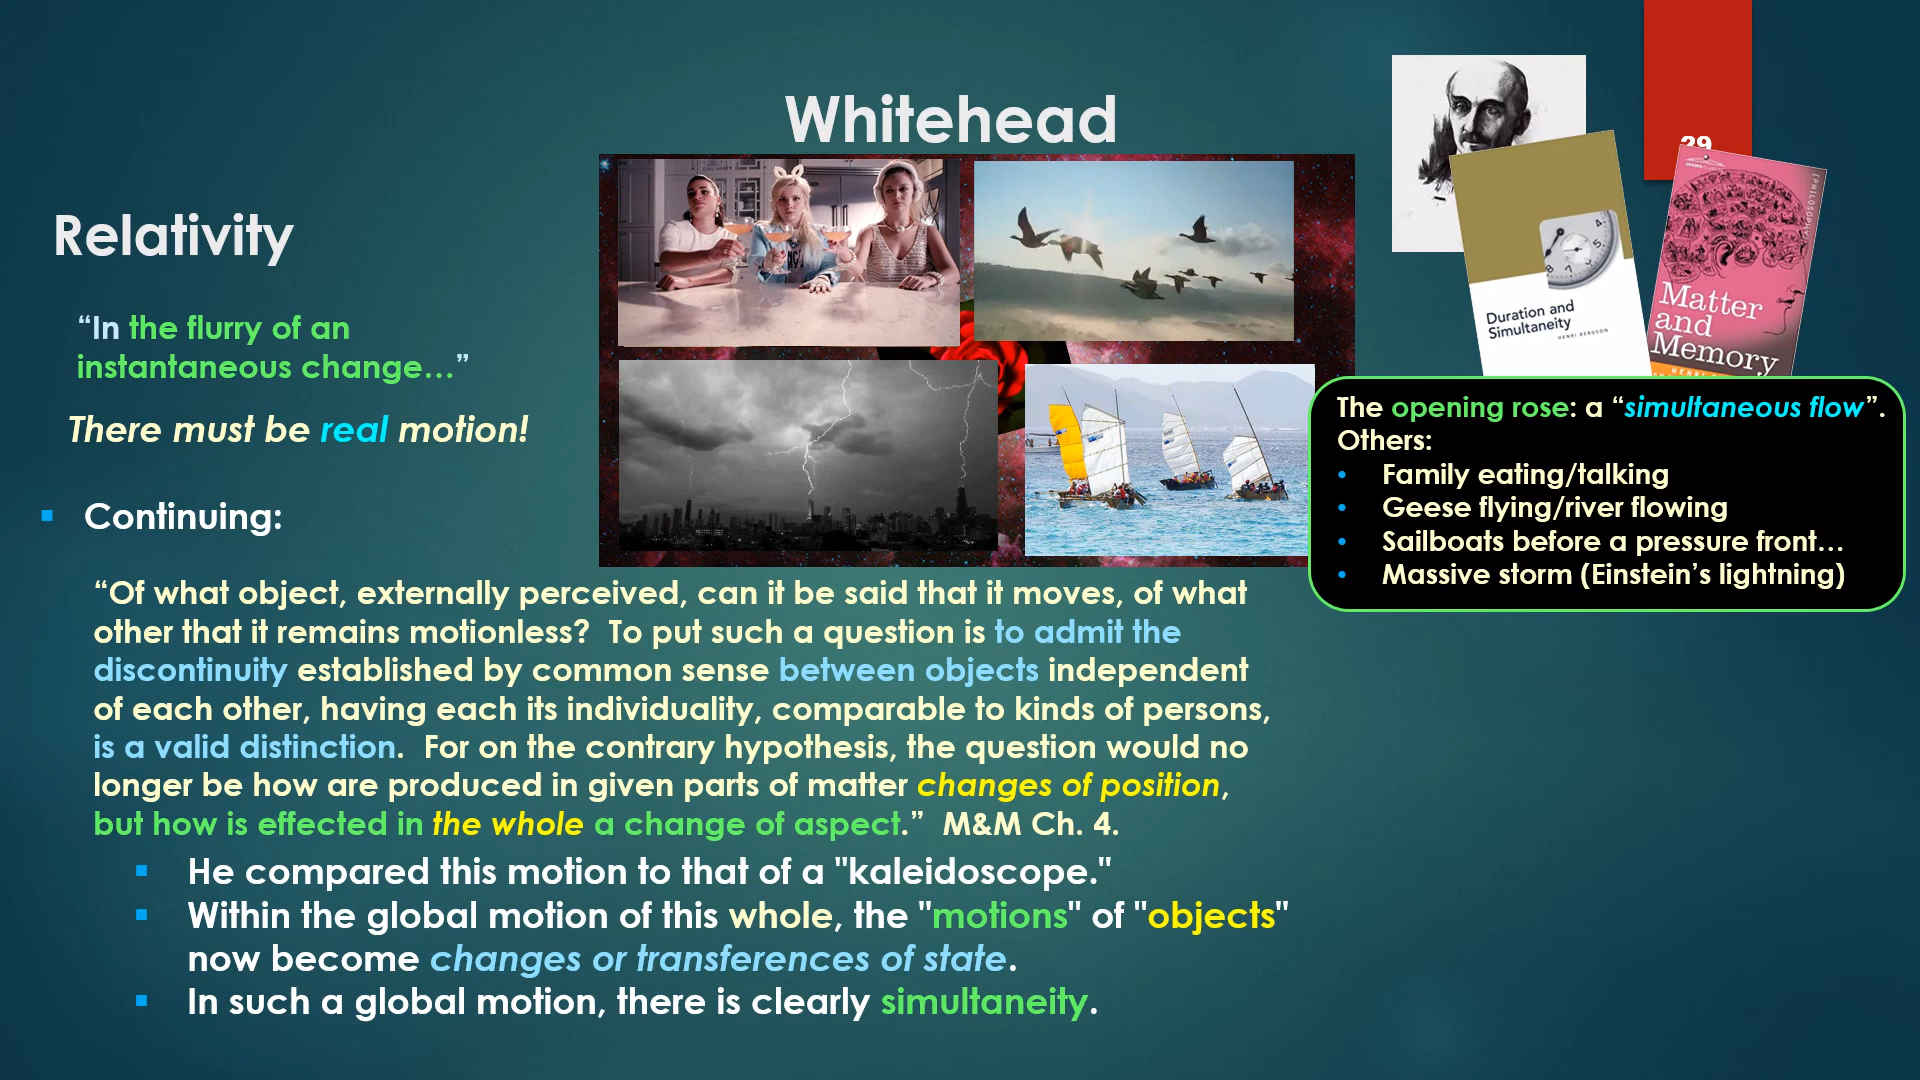 Whitehead
29
Relativity
“In the flurry of an
instantaneous change…”
There must be real motion!
Continuing:
“Of what object, externally perceived, can it be said that it moves, of what
other that it remains motionless?  To put such a question is to admit the
discontinuity established by common sense between objects independent
of each other, having each its individuality, comparable to kinds of persons,
is a valid distinction.  For on the contrary hypothesis, the question would no
longer be how are produced in given parts of matter changes of position,
but how is effected in the whole a change of aspect.”  M&M Ch. 4.
He compared this motion to that of a "kaleidoscope."
Within the global motion of this whole, the "motions" of "objects"
now become changes or transferences of state.
In such a global motion, there is clearly simultaneity.
Duration and
Simultaneity
HENRI BERGSON
Matter
and
Memory
The opening rose: a “simultaneous flow”.
Others:
Family eating/talking
Geese flying/river flowing
Sailboats before a pressure front…
Massive storm (Einstein’s lightning)